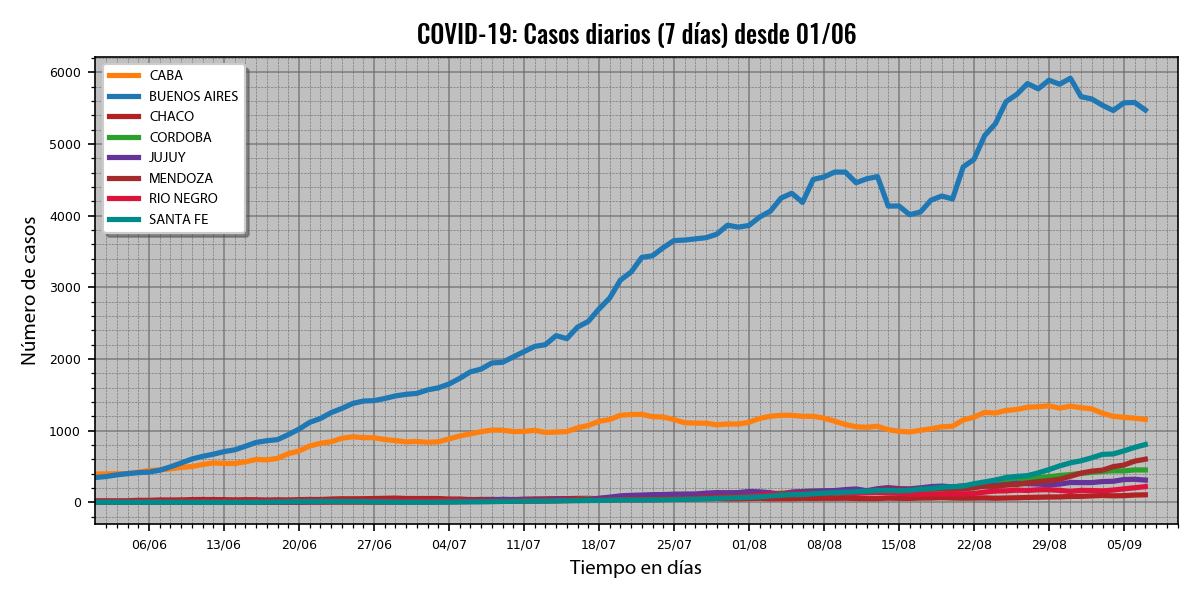 COVID-19: Casos diarios (7 días) desde 01/06
Número de casos
6000
5000
4000
3000
2000
1000
0
CABA
BUENOS AIRES
CHACO
CORDOBA
JUJUY
MENDOZA
RIO NEGRO
SANTA FE
06/06 13/06 20/06 27/06 04/07 11/07 18/07 25/07 01/08 08/08 15/08 22/08 29/08 05/09
Tiempo en días